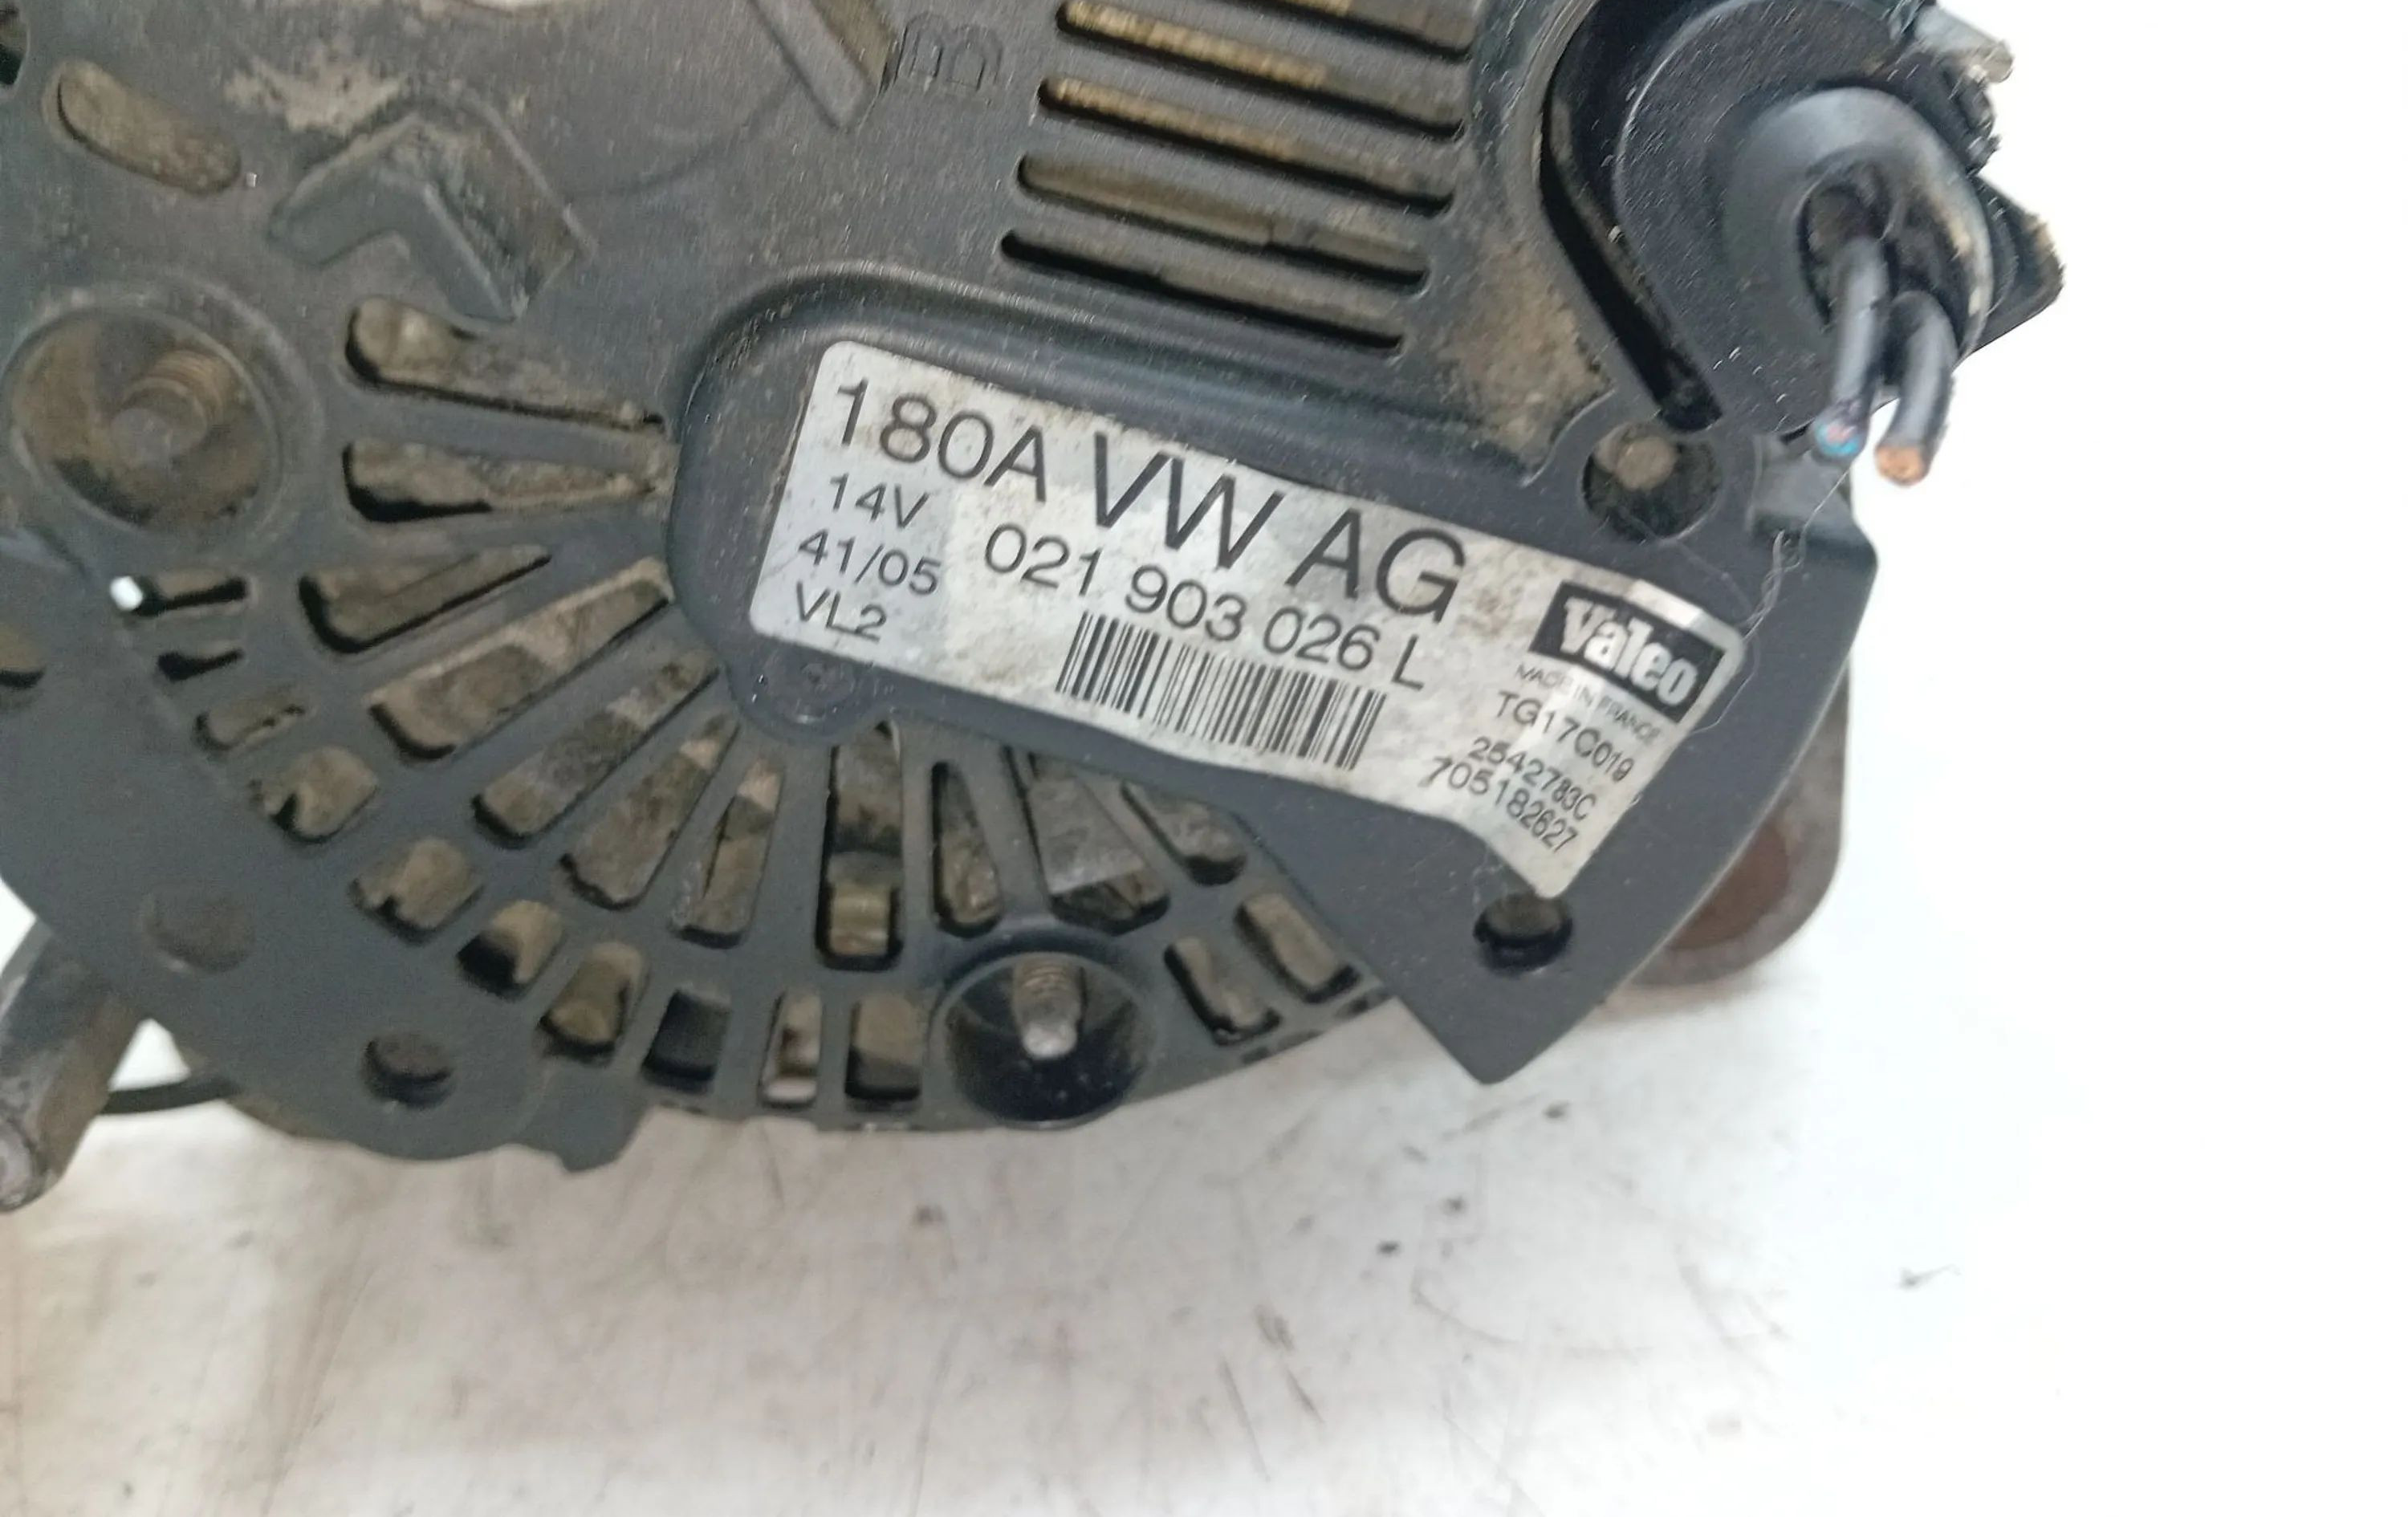 B
180A VW AG
14V
021 903 026 L
41/05
VL2
Valeo
MADE IN FRANCE
TG17C019
2542783C
705182627